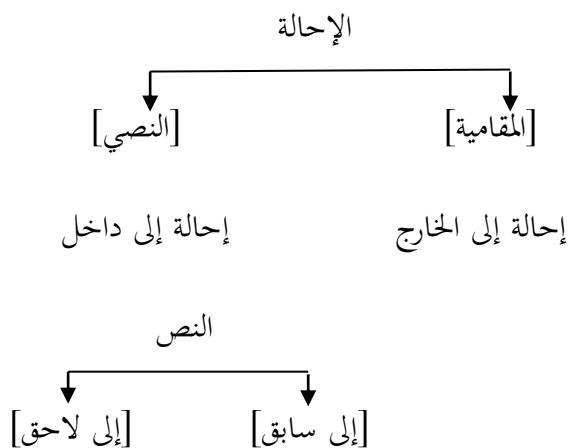 الإحالة
[المقامية] [النصي]
إحالة إلى الخارج إحالة إلى داخل
النص
[إلى سابق] [إلى لاحق]